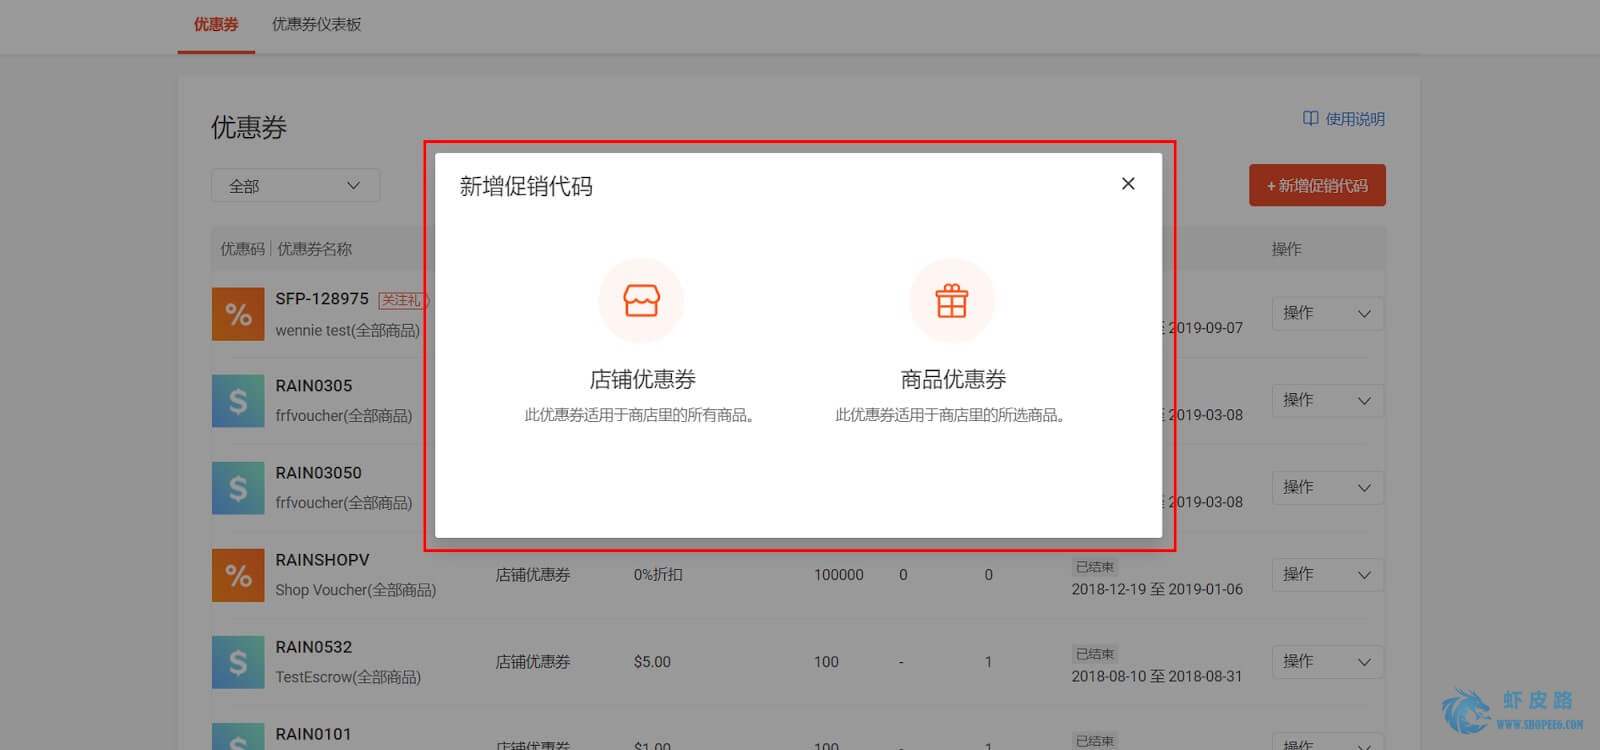 优惠券 优惠券仪表板
优惠券
使用说明
全部
+ 新增促销代码
优惠码 | 优惠券名称
操作
新增促销代码
店铺优惠券
此优惠券适用于商店里的所有商品。
商品优惠券
此优惠券适用于商店里的所选商品。
% SFP-128975 关注礼
wennie test(全部商品)
至 2019-09-07
操作
$ RAIN0305
frfvoucher(全部商品)
至 2019-03-08
操作
$ RAIN03050
frfvoucher(全部商品)
至 2019-03-08
操作
% RAINSHOPV
Shop Voucher(全部商品)
店铺优惠券 0%折扣 100000 0 0
已结束
2018-12-19 至 2019-01-06
操作
$ RAIN0532
TestEscrow(全部商品)
店铺优惠券 $5.00 100 - 1
已结束
2018-08-10 至 2018-08-31
操作
$ RAIN0101
店铺优惠券 $1.00 100 - 1
已结束
操作
虾皮路
WWW.SHOPEE6.COM